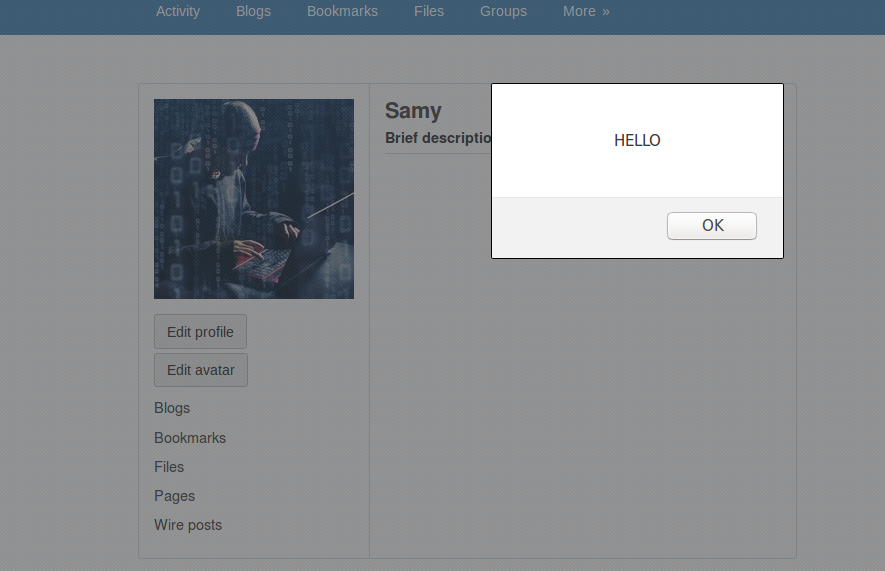 Activity Blogs Bookmarks Files Groups More »
Samy
Brief descriptio
HELLO
OK
Edit profile
Edit avatar
Blogs
Bookmarks
Files
Pages
Wire posts